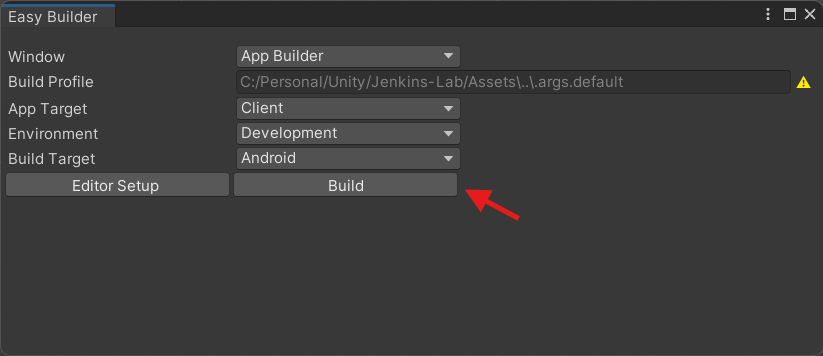 Easy Builder
Window App Builder
Build Profile C:/Personal/Unity/Jenkins-Lab/Assets\..\.args.default
App Target Client
Environment Development
Build Target Android
Editor Setup Build